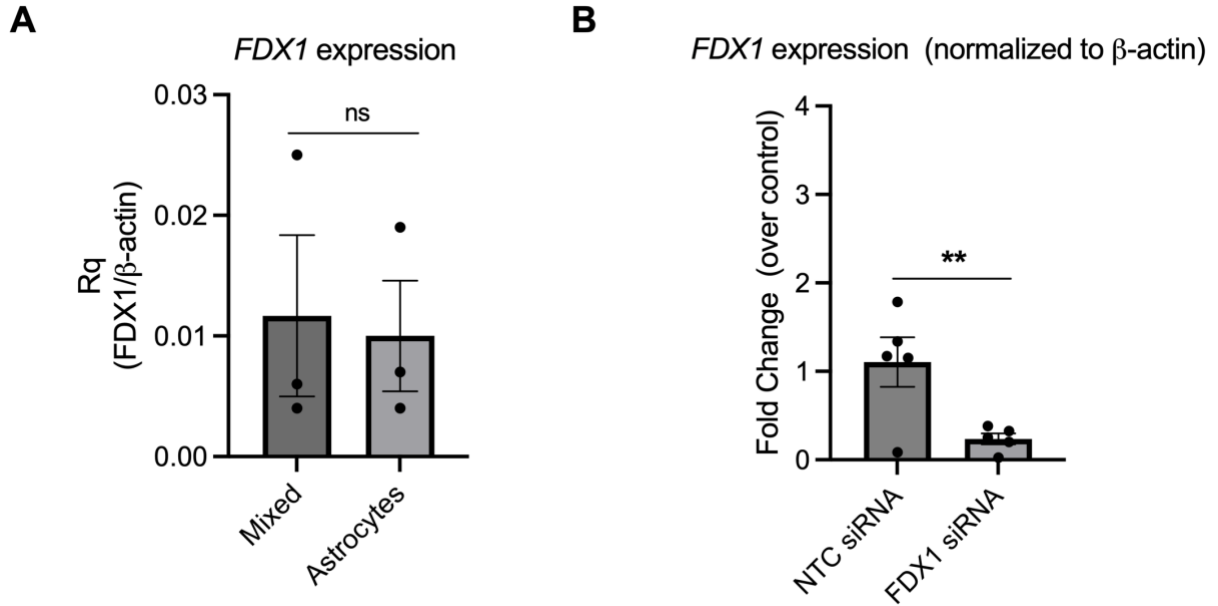 A
FDX1 expression
Rq
(FDX1/β-actin)
0.03
0.02
0.01
0.00
ns
Mixed
Astrocytes
B
FDX1 expression (normalized to β-actin)
Fold Change (over control)
4
3
2
1
0
**
NTC siRNA
FDX1 siRNA